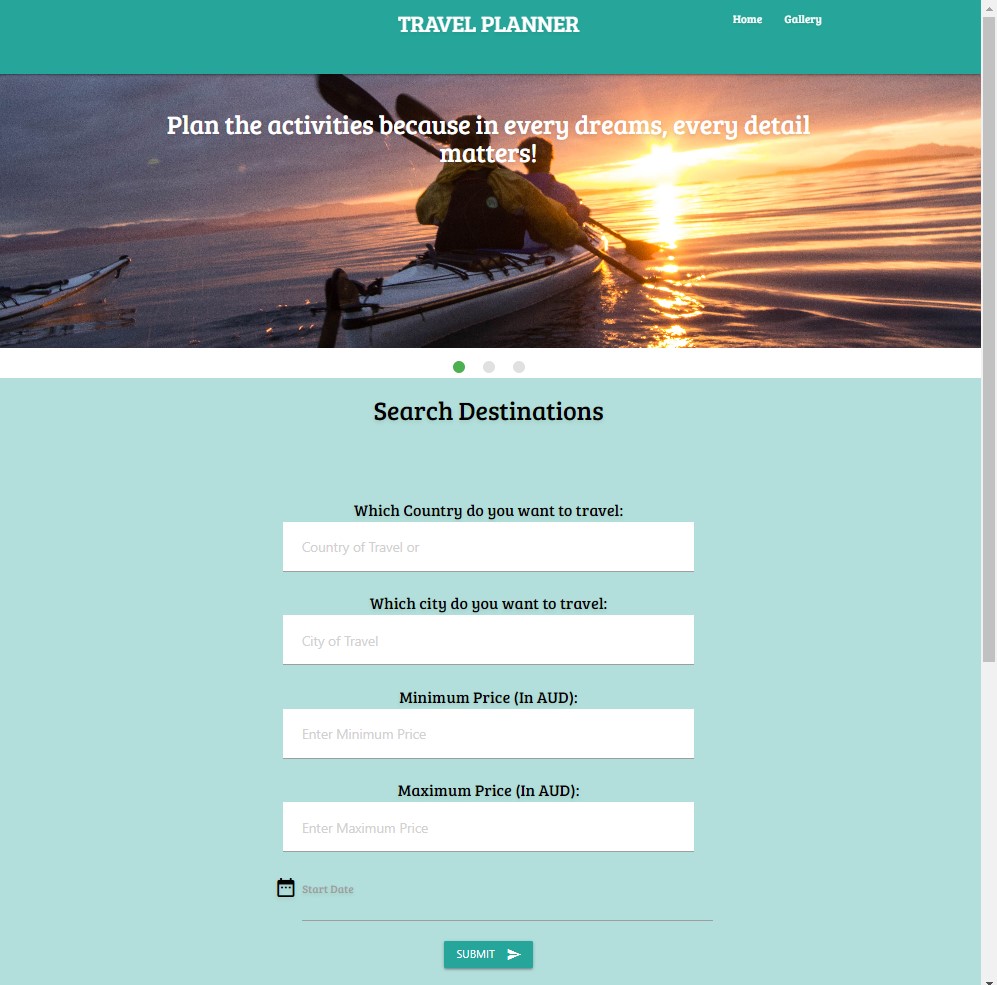 TRAVEL PLANNER
Home Gallery
Plan the activities because in every dreams, every detail
matters!
Search Destinations
Which Country do you want to travel:
Country of Travel or
Which city do you want to travel:
City of Travel
Minimum Price (In AUD):
Enter Minimum Price
Maximum Price (In AUD):
Enter Maximum Price
Start Date
SUBMIT